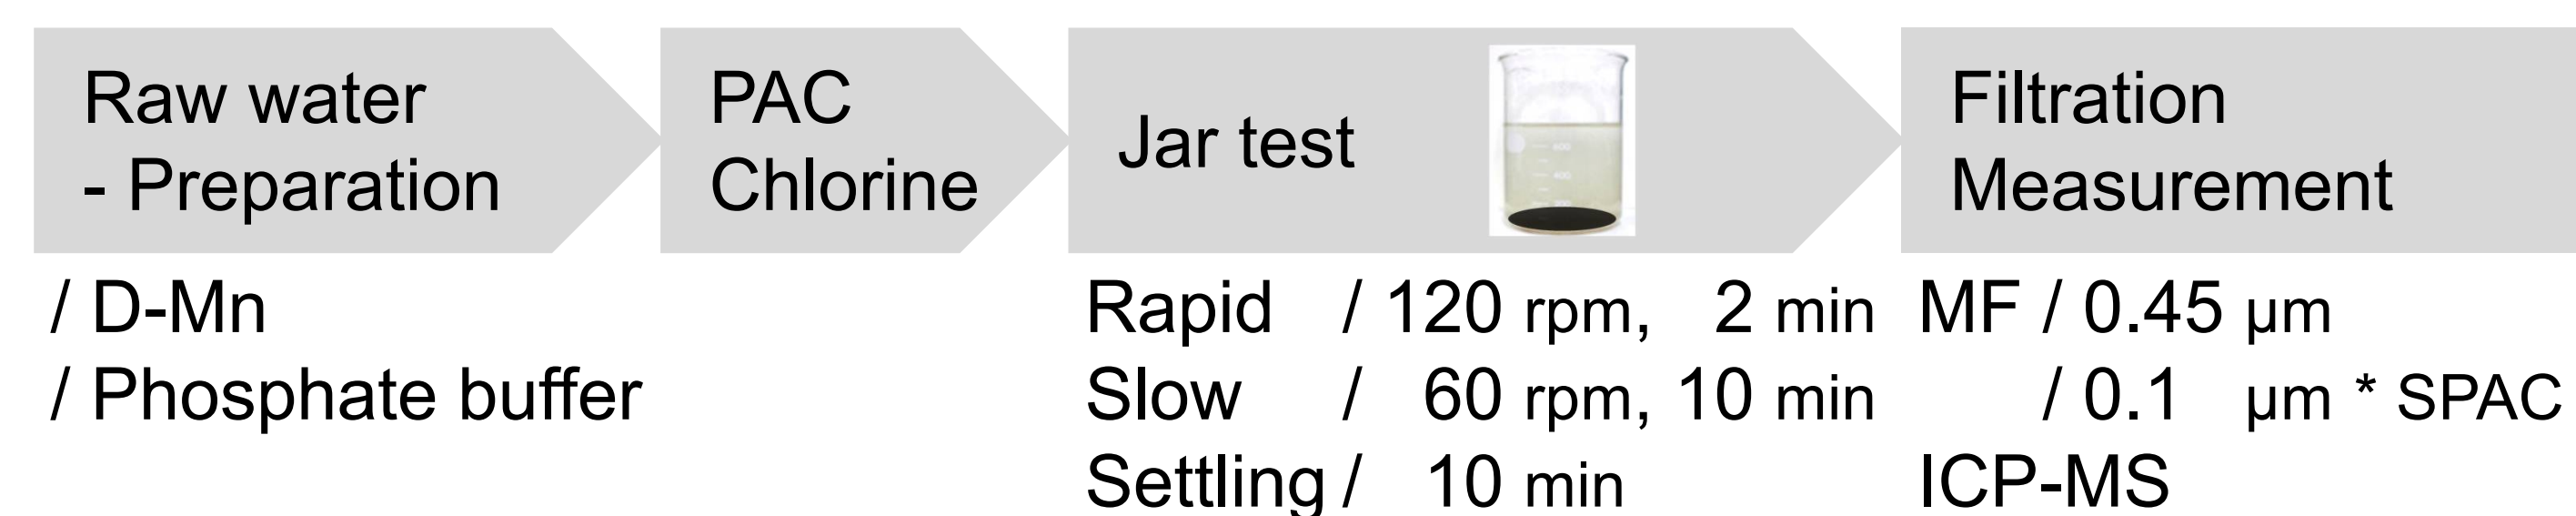 Raw water
- Preparation
PAC
Chlorine
Jar test
Filtration
Measurement
/ D-Mn
/ Phosphate buffer
Rapid / 120 rpm, 2 min
Slow / 60 rpm, 10 min
Settling / 10 min
MF / 0.45 µm
/ 0.1 µm * SPAC
ICP-MS